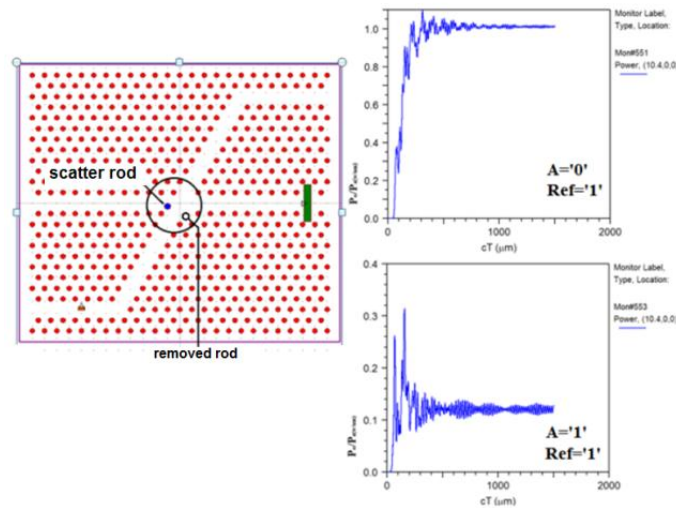 scatter rod
removed rod
1.0
0.8
0.6
0.4
0.2
0.0
0
1000
2000
cT (μm)
A='0'
Ref='1'
Monitor Label,
Type, Location:
Mon#551
Power, (10.4,0,0)
0.4
0.3
0.2
0.1
0.0
0
1000
2000
cT (μm)
A='1'
Ref='1'
Monitor Label,
Type, Location:
Mon#553
Power, (10.4,0,0)